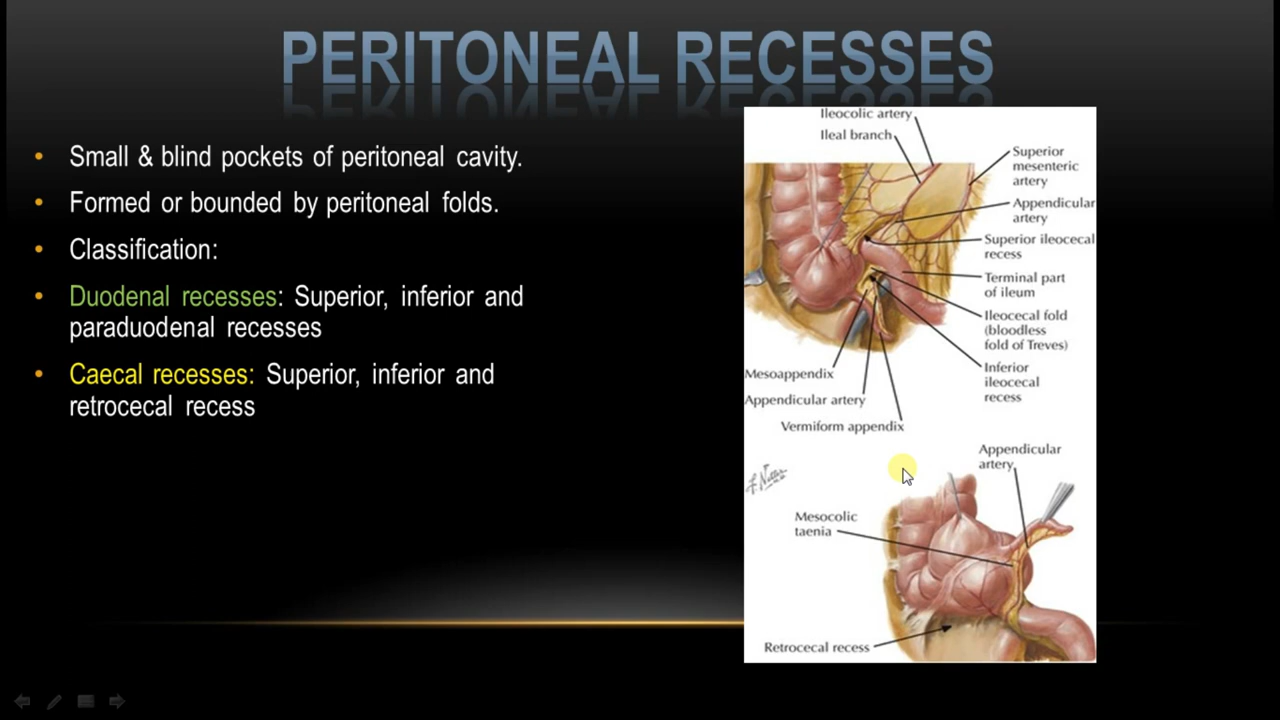 PERITONEAL RECESSES
• Small & blind pockets of peritoneal cavity.
• Formed or bounded by peritoneal folds.
• Classification:
• Duodenal recesses: Superior, inferior and
paraduodenal recesses
• Caecal recesses: Superior, inferior and
retrocecal recess
Ileocolic artery
Ileal branch
Superior
mesenteric
artery
Appendicular
artery
Superior ileocecal
recess
Terminal part
of ileum
Ileocecal fold
(bloodless
fold of Treves)
Inferior
ileocecal
recess
Mesoappendix
Appendicular artery
Vermiform appendix
F. Netter
Appendicular
artery
Mesocolic
taenia
Retrocecal recess